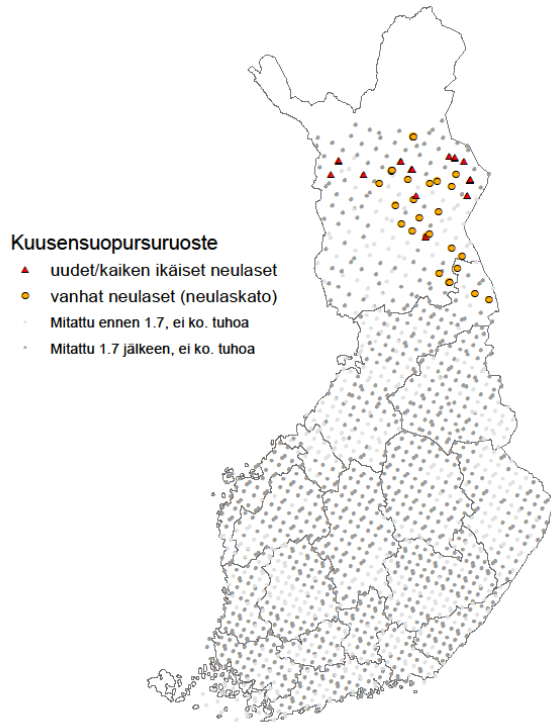 Kuusensuopursuruoste
uudet/kaiken ikäiset neulaset
vanhat neulaset (neulaskato)
Mitattu ennen 1.7, ei ko. tuhoa
Mitattu 1.7 jälkeen, ei ko. tuhoa